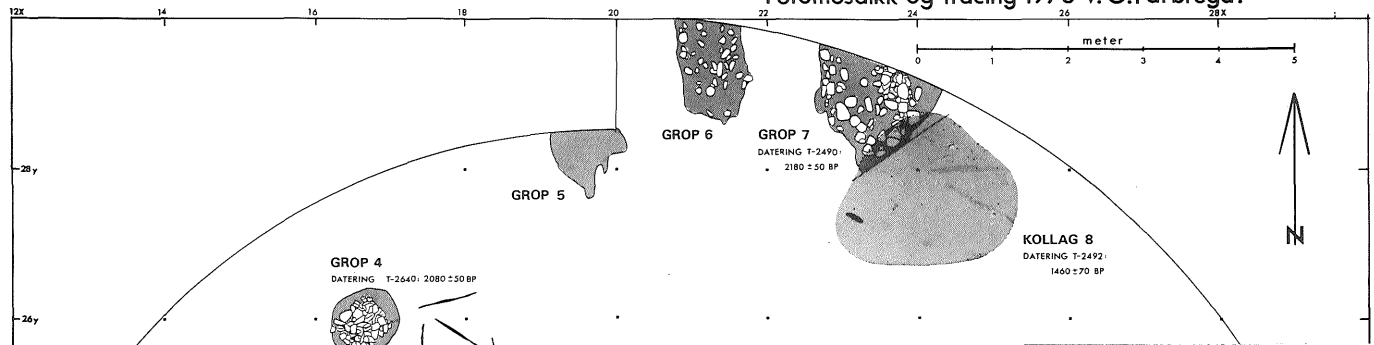 12X 14 16 18 20 22 24 26 28X
meter
0 1 2 3 4 5
GROP 6
GROP 7
DATERING T-2490:
2180 ±50 BP
28y
GROP 5
N
KOLLAG 8
DATERING T-2492:
1460 ±70 BP
GROP 4
DATERING T-2640: 2080 ±50 BP
26y